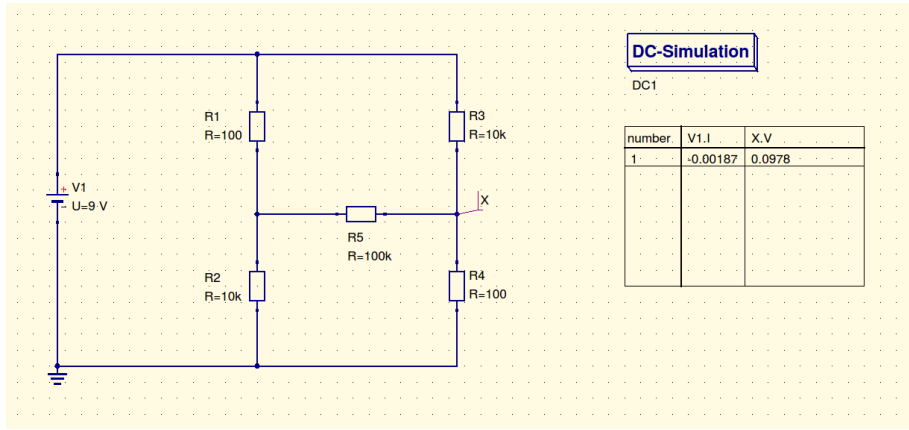 DC-Simulation
DC1
R1
R=100
R3
R=10k
number V1.I X.V
1 -0.00187 0.0978
+ V1
- U=9 V
X
R5
R=100k
R2
R=10k
R4
R=100